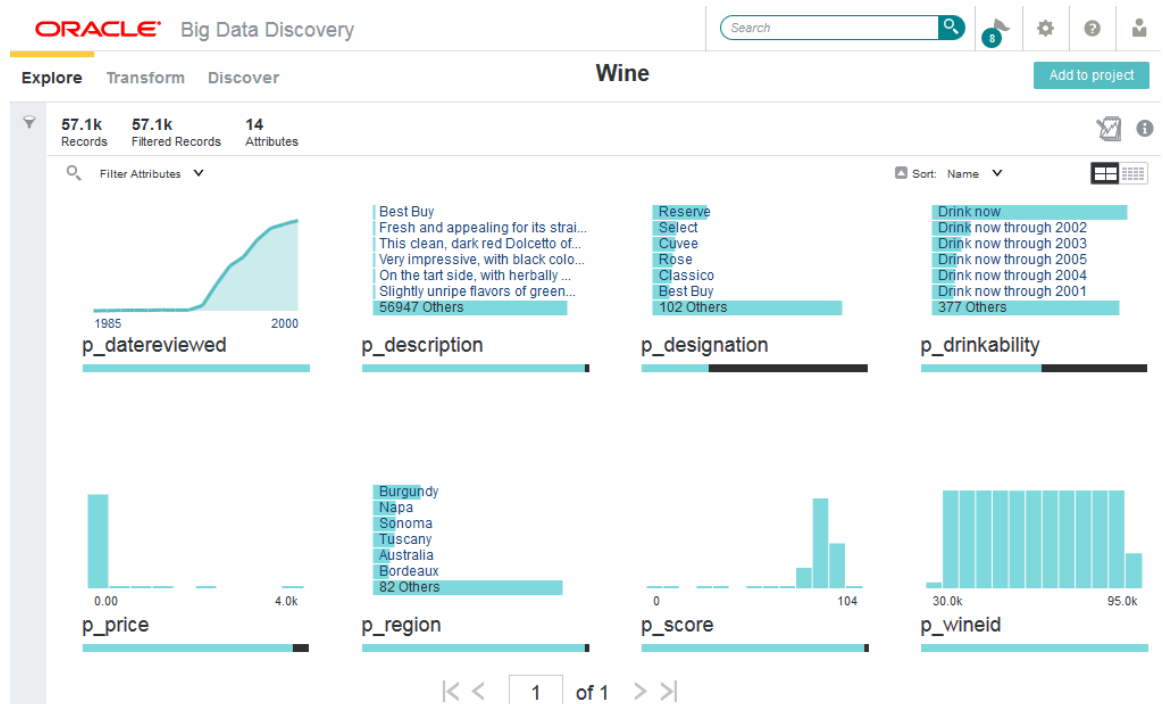 ORACLE® Big Data Discovery
Search
8
Explore Transform Discover
Wine
Add to project
57.1k 57.1k 14
Records Filtered Records Attributes
Filter Attributes
Sort: Name
1985 2000
p_datereviewed
Best Buy
Fresh and appealing for its strai...
This clean, dark red Dolcetto of...
Very impressive, with black colo...
On the tart side, with herbally ...
Slightly unripe flavors of green...
56947 Others
p_description
Reserve
Select
Cuvee
Rose
Classico
Best Buy
102 Others
p_designation
Drink now
Drink now through 2002
Drink now through 2003
Drink now through 2005
Drink now through 2004
Drink now through 2001
377 Others
p_drinkability
0.00 4.0k
p_price
Burgundy
Napa
Sonoma
Tuscany
Australia
Bordeaux
82 Others
p_region
0 104
p_score
30.0k 95.0k
p_wineid
1 of 1